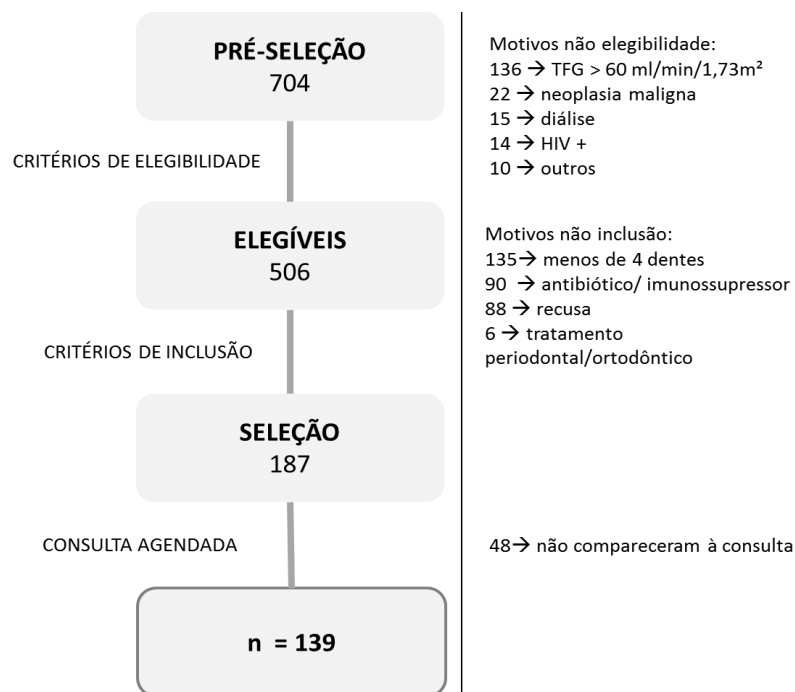 PRÉ-SELEÇÃO
704
Motivos não elegibilidade:
136 → TFG > 60 ml/min/1,73m²
22 → neoplasia maligna
15 → diálise
14 → HIV +
10 → outros
CRITÉRIOS DE ELEGIBILIDADE
ELEGÍVEIS
506
Motivos não inclusão:
135→ menos de 4 dentes
90 → antibiótico/ imunossupressor
88 → recusa
6 → tratamento
periodontal/ortodôntico
CRITÉRIOS DE INCLUSÃO
SELEÇÃO
187
CONSULTA AGENDADA
48→ não compareceram à consulta
n = 139